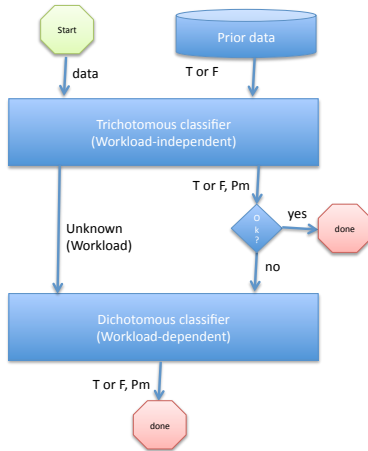 Start
Prior data
data
T or F
Trichotomous classifier
(Workload-independent)
T or F, Pm
Unknown
(Workload)
O
k
?
yes
done
no
Dichotomous classifier
(Workload-dependent)
T or F, Pm
done